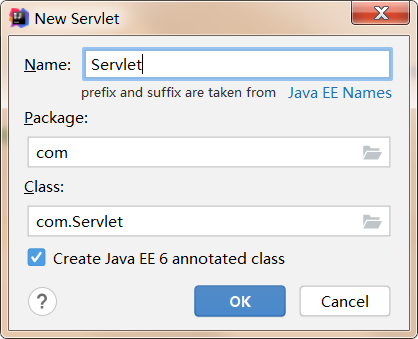 New Servlet
Name: Servlet
prefix and suffix are taken from Java EE Names
Package:
com
Class:
com.Servlet
Create Java EE 6 annotated class
? OK Cancel